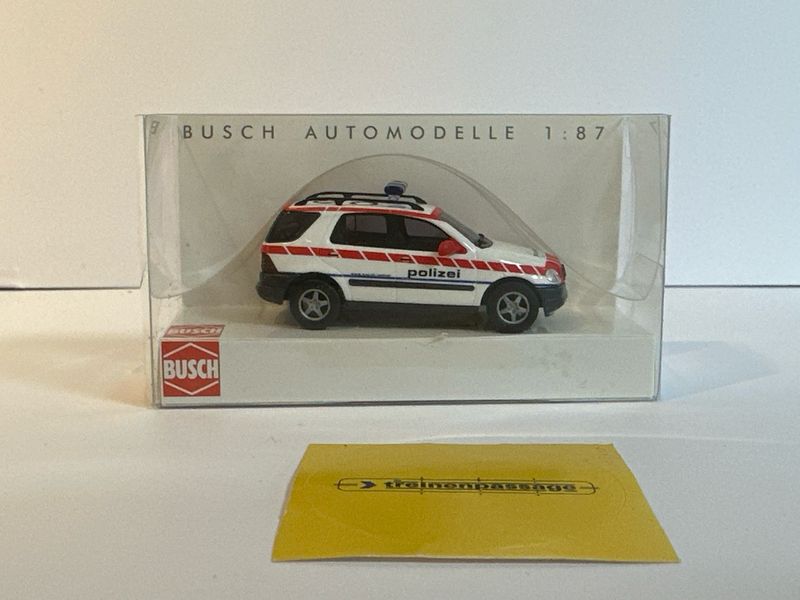 BUSCH AUTOMODELLE 1:87
polizei
BUSCH
BUSCH
treinenpassage